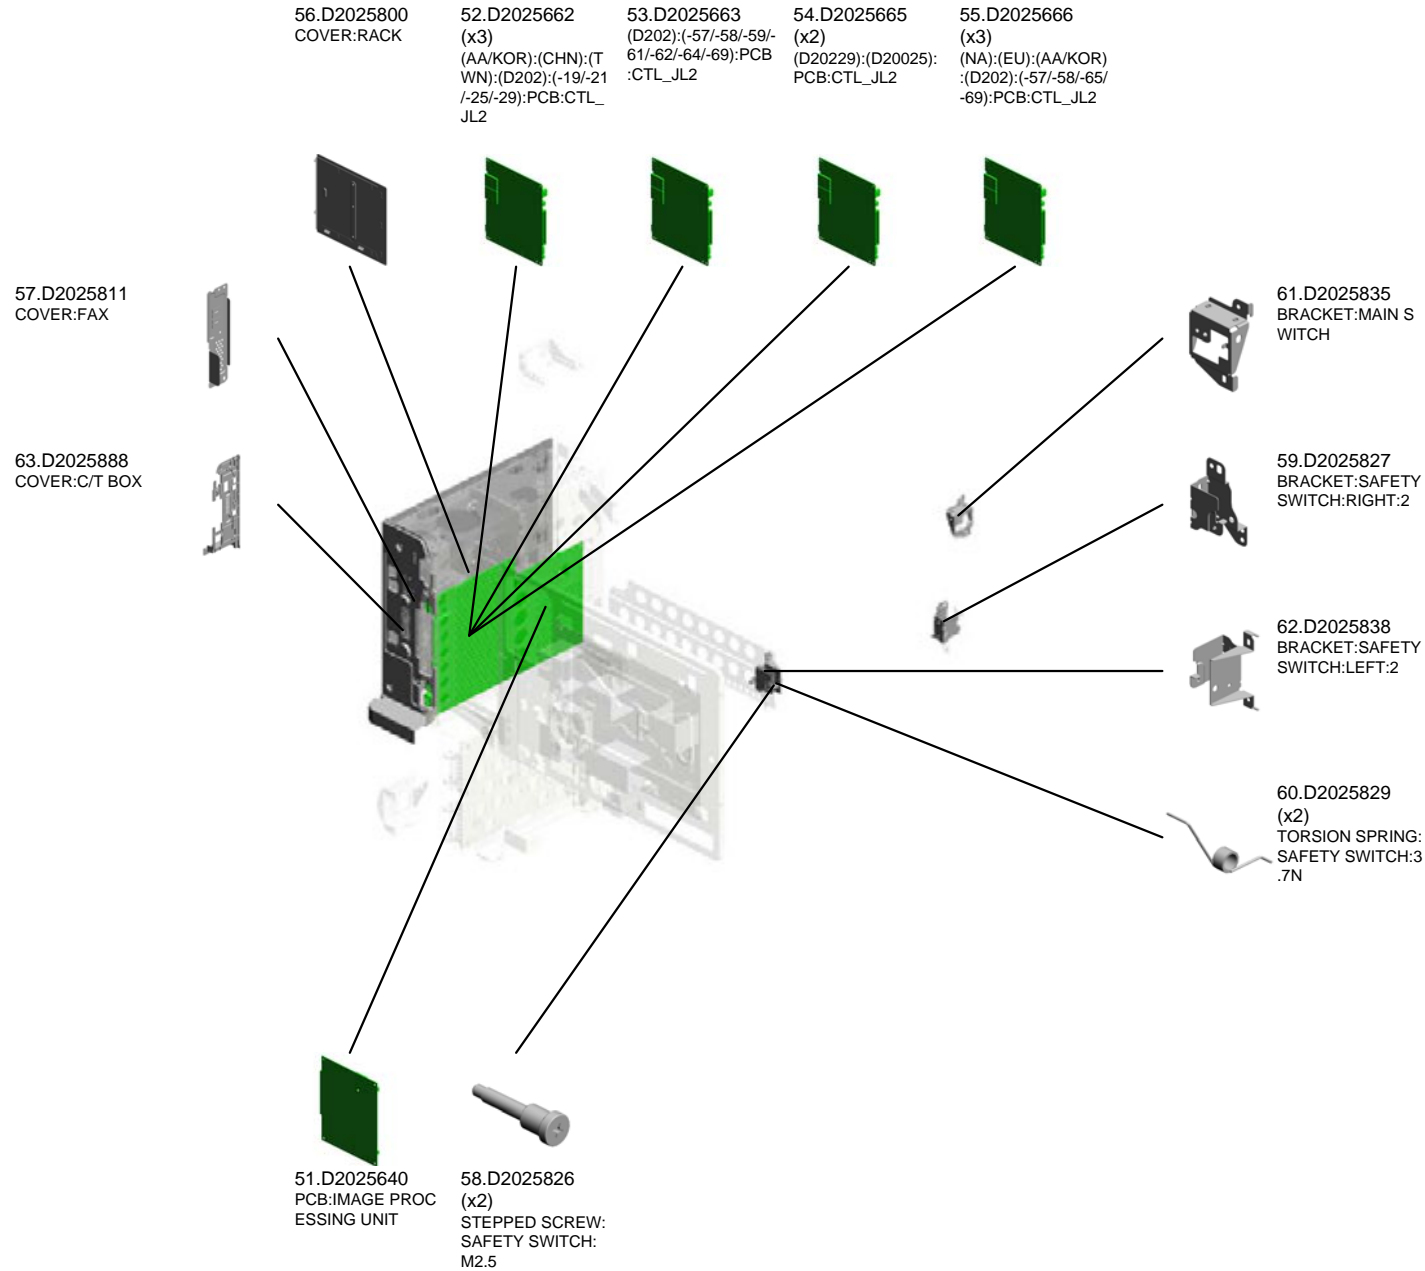 56.D2025800
COVER:RACK
52.D2025662
(x3)
(AA/KOR):(CHN):(T
WN):(D202):(-19/-21
/-25/-29):PCB:CTL_
JL2
53.D2025663
(D202):(-57/-58/-59/-
61/-62/-64/-69):PCB
:CTL_JL2
54.D2025665
(x2)
(D20229):(D20025):
PCB:CTL_JL2
55.D2025666
(x3)
(NA):(EU):(AA/KOR)
:(D202):(-57/-58/-65/
-69):PCB:CTL_JL2
57.D2025811
COVER:FAX
61.D2025835
BRACKET:MAIN S
WITCH
63.D2025888
COVER:C/T BOX
59.D2025827
BRACKET:SAFETY
SWITCH:RIGHT:2
62.D2025838
BRACKET:SAFETY
SWITCH:LEFT:2
60.D2025829
(x2)
TORSION SPRING:
SAFETY SWITCH:3
.7N
51.D2025640
PCB:IMAGE PROC
ESSING UNIT
58.D2025826
(x2)
STEPPED SCREW:
SAFETY SWITCH:
M2.5